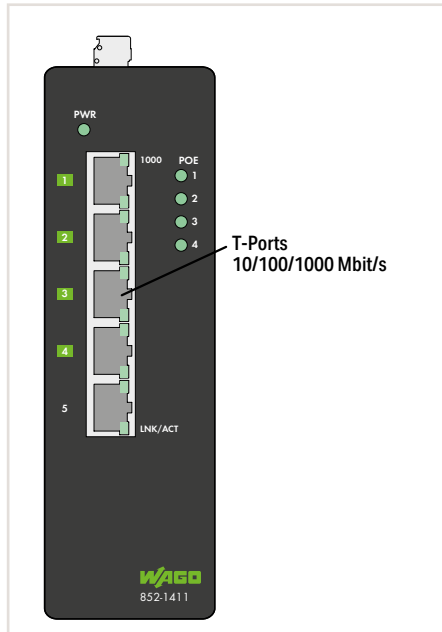 PWR
1000 POE
1 1
2 2
3 3
4 4
T-Ports
10/100/1000 Mbit/s
5
LNK/ACT
WAGO
852-1411